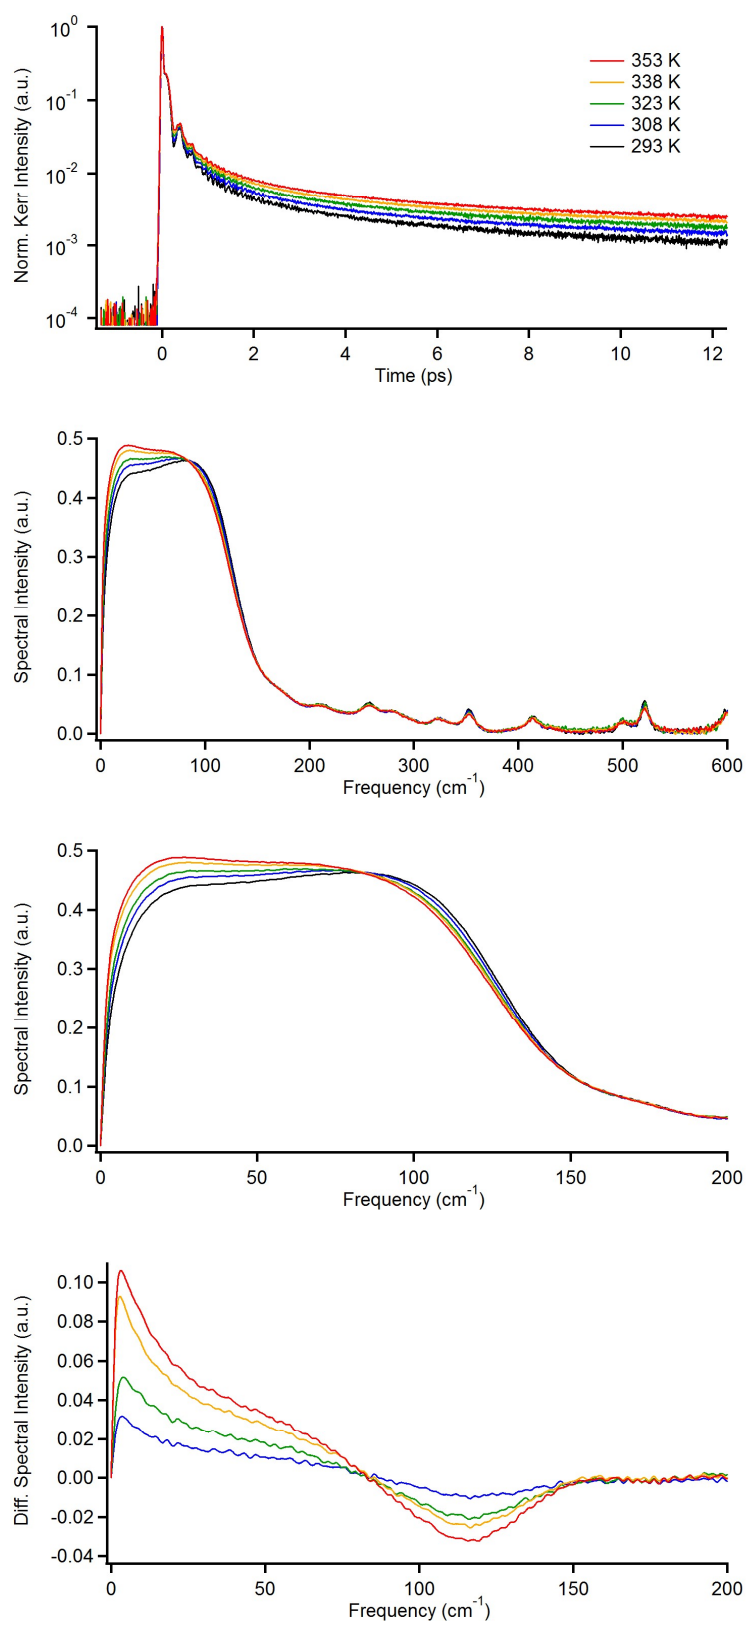 Norm. Kerr Intensity (a.u.)
10^0
10^-1
10^-2
10^-3
10^-4
353 K
338 K
323 K
308 K
293 K
0 2 4 6 8 10 12
Time (ps)
Spectral Intensity (a.u.)
0.5
0.4
0.3
0.2
0.1
0.0
0 100 200 300 400 500 600
Frequency (cm^-1)
Spectral Intensity (a.u.)
0.5
0.4
0.3
0.2
0.1
0.0
0 50 100 150 200
Frequency (cm^-1)
Diff. Spectral Intensity (a.u.)
0.10
0.08
0.06
0.04
0.02
0.00
-0.02
-0.04
0 50 100 150 200
Frequency (cm^-1)